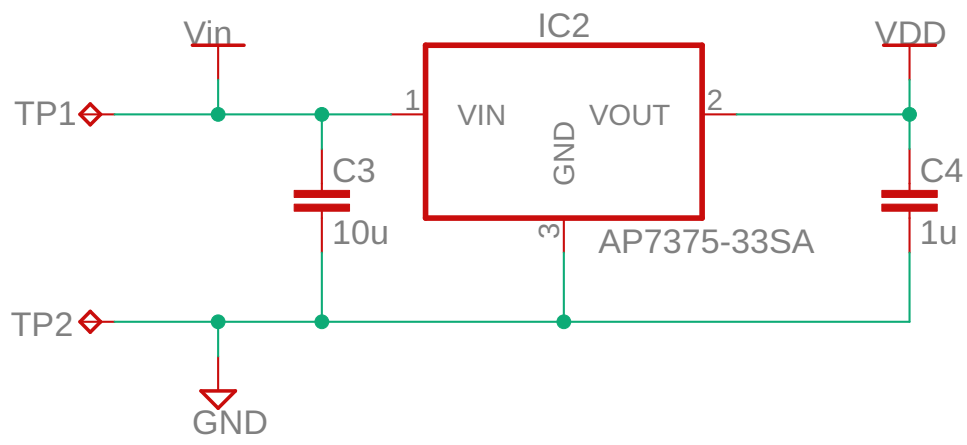 Vin
IC2
VDD
TP1
1
VIN
GND
VOUT
2
C3
10u
3
AP7375-33SA
C4
1u
TP2
GND